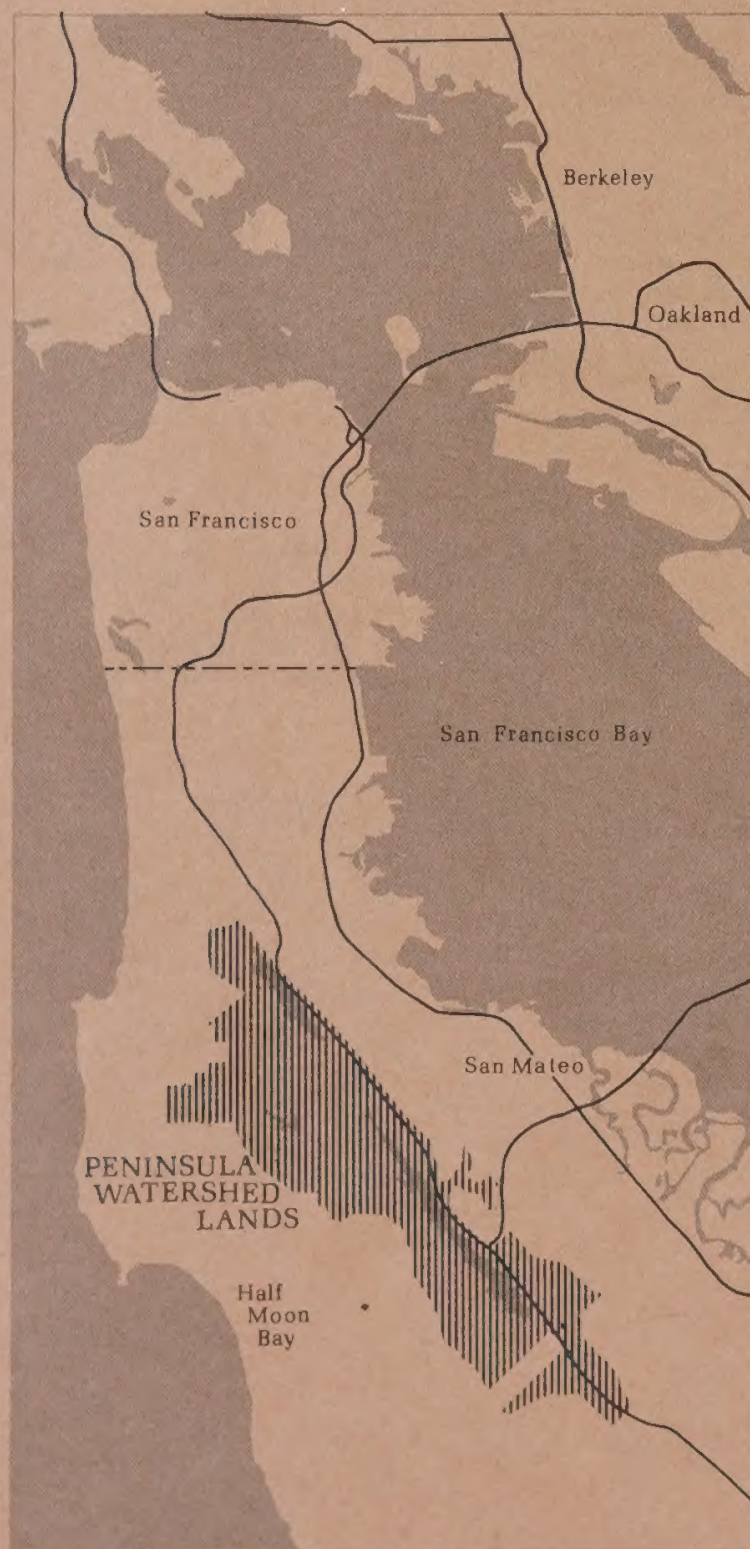 Berkeley
Oakland
San Francisco
San Francisco Bay
San Mateo
PENINSULA
WATERSHED
LANDS
Half
Moon
Bay